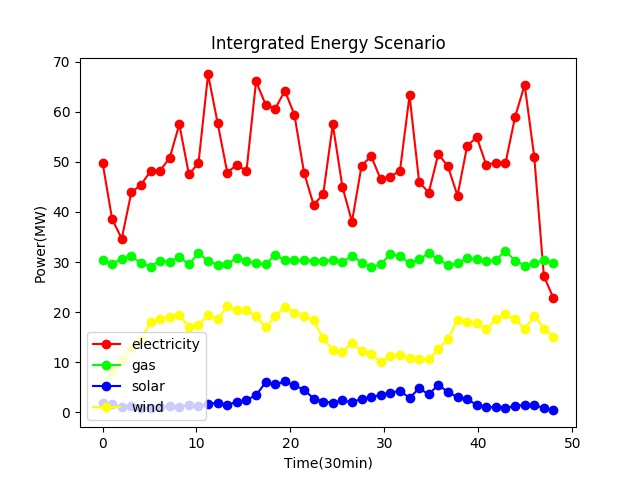 Intergrated Energy Scenario
Power(MW)
70
60
50
40
30
20
10
0
electricity
gas
solar
wind
0 10 20 30 40 50
Time(30min)